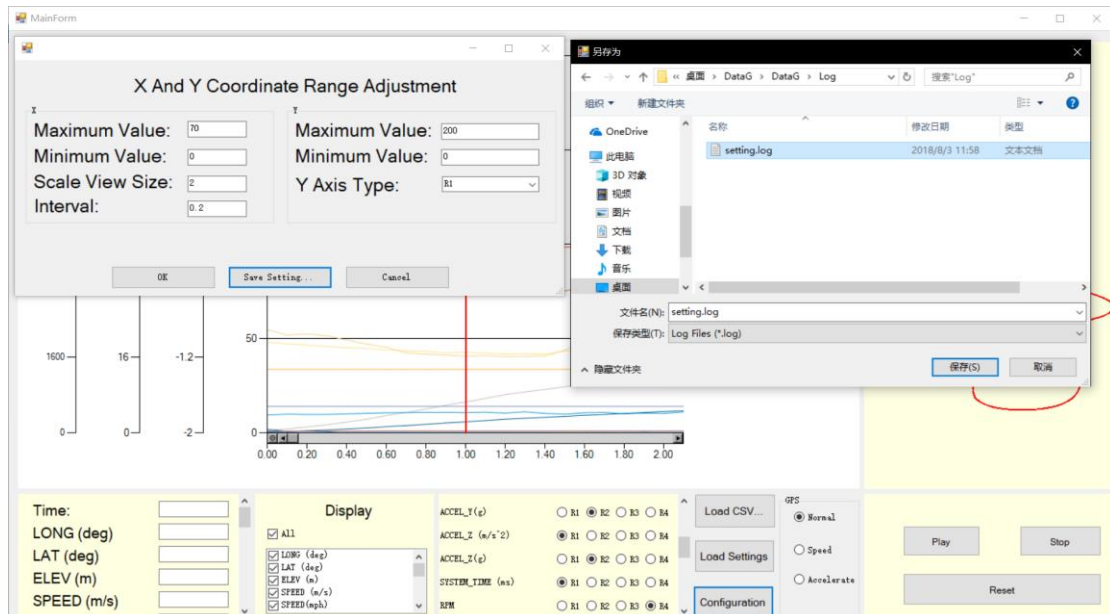 MainForm
X And Y Coordinate Range Adjustment
X
Maximum Value: 70
Minimum Value: 0
Scale View Size: 2
Interval: 0.2
Y
Maximum Value: 200
Minimum Value: 0
Y Axis Type: R1
OK
Save Setting...
Cancel
另存为
« 桌面 > DataG > DataG > Log
搜索"Log"
组织
新建文件夹
名称
修改日期
类型
OneDrive
此电脑
3D 对象
视频
图片
文档
下载
音乐
桌面
setting.log
2018/8/3 11:58
文本文档
文件名(N): setting.log
保存类型(T): Log Files (*.log)
隐藏文件夹
保存(S)
取消
1600
0
16
0
-1.2
-2
50
0
0.00 0.20 0.40 0.60 0.80 1.00 1.20 1.40 1.60 1.80 2.00
Time:
LONG (deg)
LAT (deg)
ELEV (m)
SPEED (m/s)
Display
All
LONG (deg)
LAT (deg)
ELEV (m)
SPEED (m/s)
SPEED(mph)
ACCEL_Y(g) R1 R2 R3 R4
ACCEL_Z (m/s^2) R1 R2 R3 R4
ACCEL_Z(g) R1 R2 R3 R4
SYSTEM_TIME (ms) R1 R2 R3 R4
RPM R1 R2 R3 R4
Load CSV...
Load Settings
Configuration
GPS
Normal
Speed
Accelerate
Play
Stop
Reset